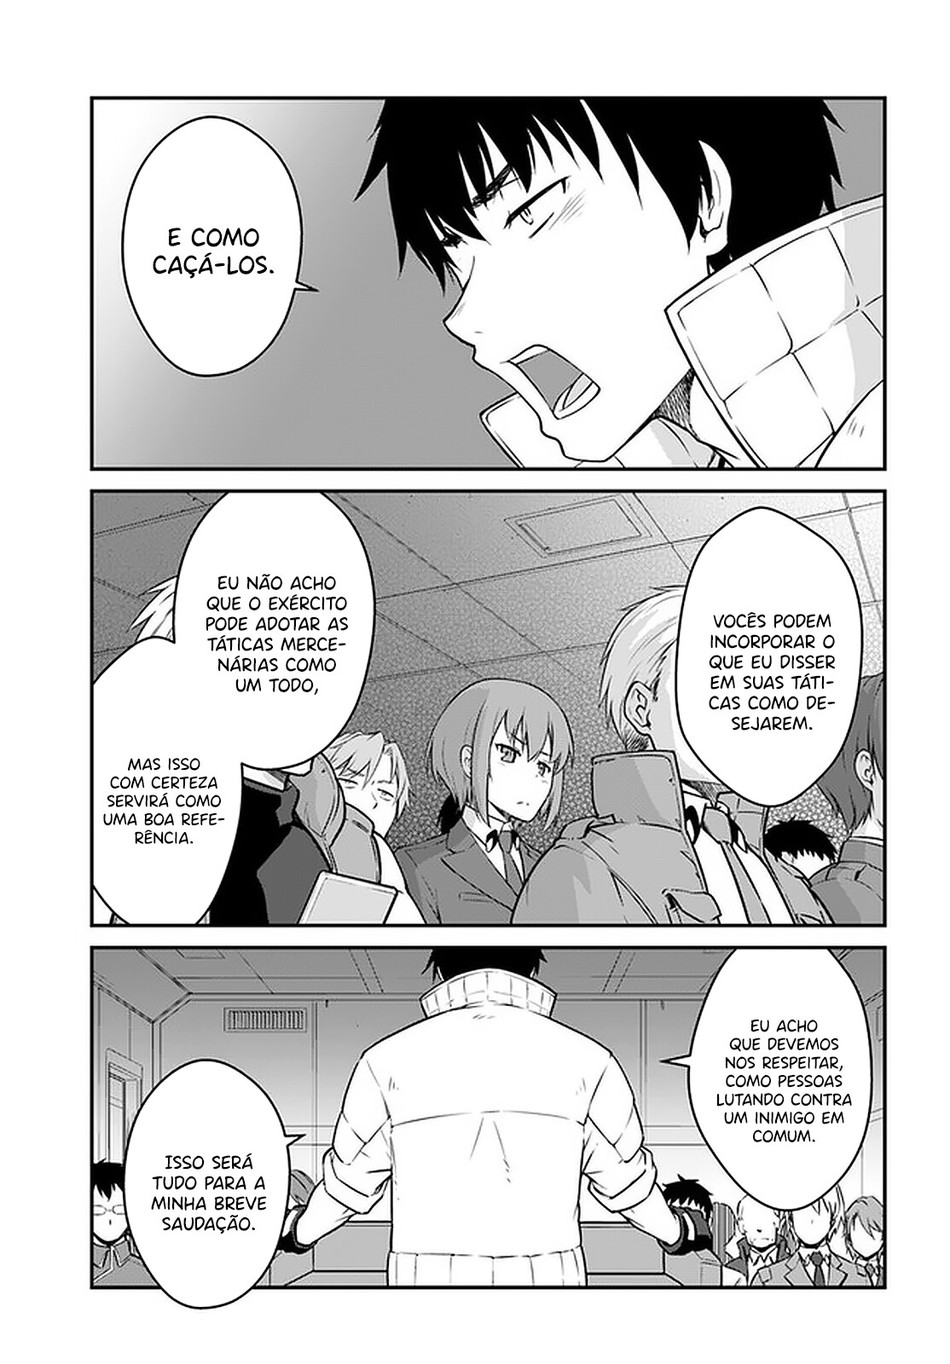 E COMO
CAÇÁ-LOS.
VOCÊS PODEM
INCORPORAR O
QUE EU DISSER
EM SUAS TÁTI-
CAS COMO DE-
SEJAREM.
EU NÃO ACHO
QUE O EXÉRCITO
PODE ADOTAR AS
TÁTICAS MERCE-
NÁRIAS COMO
UM TODO,
MAS ISSO
COM CERTEZA
SERVIRÁ COMO
UMA BOA REFE-
RÊNCIA.
EU ACHO
QUE DEVEMOS
NOS RESPEITAR,
COMO PESSOAS
LUTANDO CONTRA
UM INIMIGO EM
COMUM.
ISSO SERÁ
TUDO PARA A
MINHA BREVE
SAUDAÇÃO.